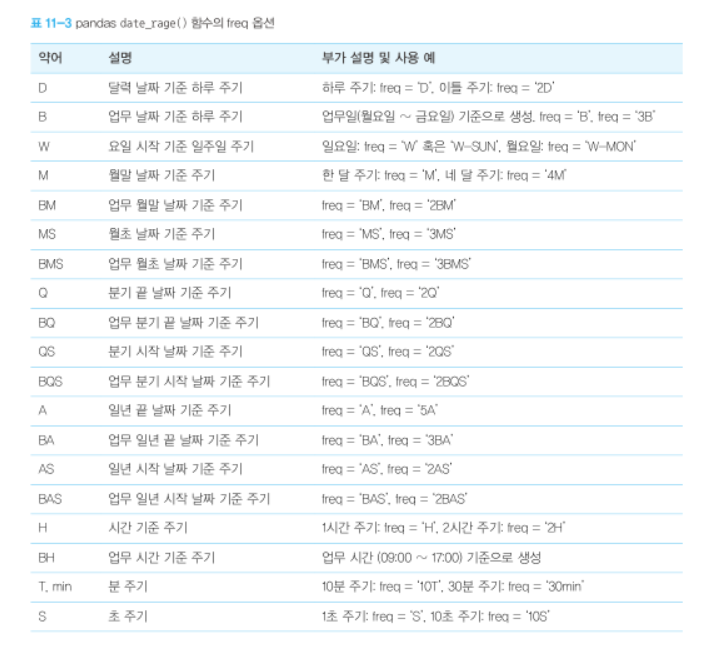 표 11-3 pandas date_rage() 함수의 freq 옵션
약어 설명 부가 설명 및 사용 예
D 달력 날짜 기준 하루 주기 하루 주기: freq = 'D', 이틀 주기: freq = '2D'
B 업무 날짜 기준 하루 주기 업무일(월요일 ~ 금요일) 기준으로 생성. freq = 'B', freq = '3B'
W 요일 시작 기준 일주일 주기 일요일: freq = 'W' 혹은 'W-SUN', 월요일: freq = 'W-MON'
M 월말 날짜 기준 주기 한 달 주기: freq = 'M', 네 달 주기: freq = '4M'
BM 업무 월말 날짜 기준 주기 freq = 'BM', freq = '2BM'
MS 월초 날짜 기준 주기 freq = 'MS', freq = '3MS'
BMS 업무 월초 날짜 기준 주기 freq = 'BMS', freq = '3BMS'
Q 분기 끝 날짜 기준 주기 freq = 'Q', freq = '2Q'
BQ 업무 분기 끝 날짜 기준 주기 freq = 'BQ', freq = '2BQ'
QS 분기 시작 날짜 기준 주기 freq = 'QS', freq = '2QS'
BQS 업무 분기 시작 날짜 기준 주기 freq = 'BQS', freq = '2BQS'
A 일년 끝 날짜 기준 주기 freq = 'A', freq = '5A'
BA 업무 일년 끝 날짜 기준 주기 freq = 'BA', freq = '3BA'
AS 일년 시작 날짜 기준 주기 freq = 'AS', freq = '2AS'
BAS 업무 일년 시작 날짜 기준 주기 freq = 'BAS', freq = '2BAS'
H 시간 기준 주기 1시간 주기: freq = 'H', 2시간 주기: freq = '2H'
BH 업무 시간 기준 주기 업무 시간 (09:00 ~ 17:00) 기준으로 생성
T, min 분 주기 10분 주기: freq = '10T', 30분 주기: freq = '30min'
S 초 주기 1초 주기: freq = 'S', 10초 주기: freq = '10S'